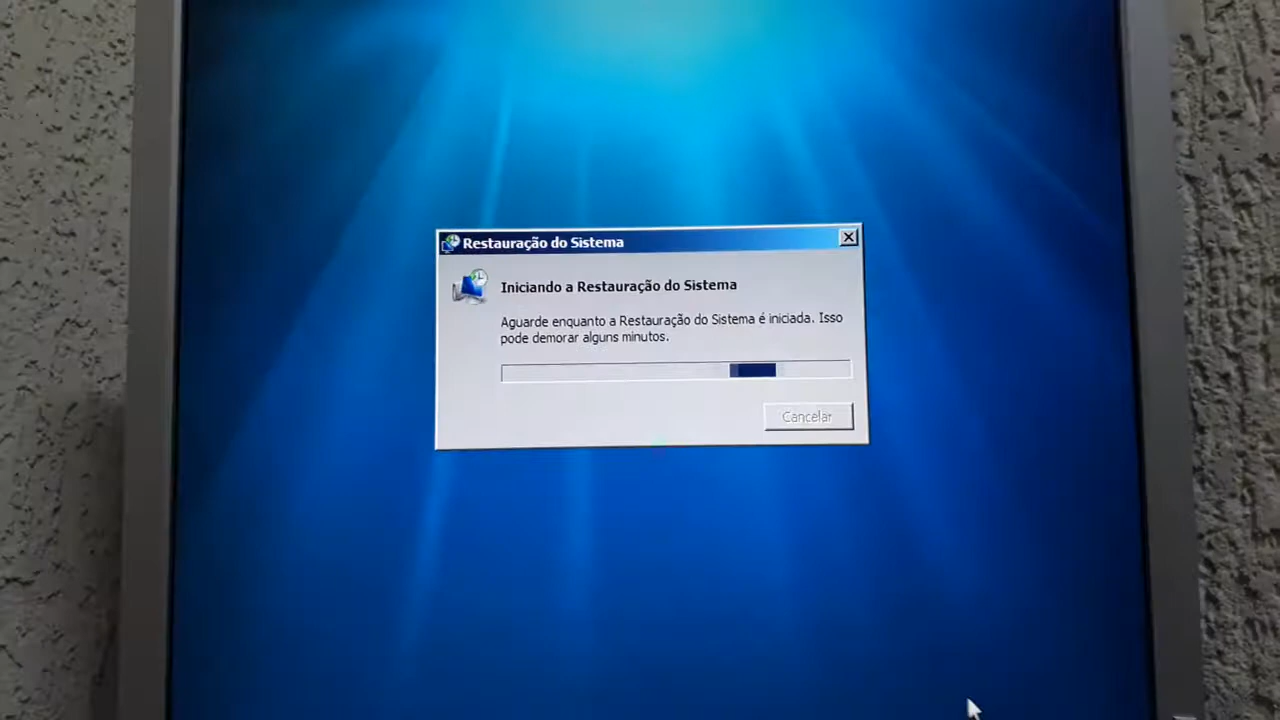 Restauração do Sistema
Iniciando a Restauração do Sistema
Aguarde enquanto a Restauração do Sistema é iniciada. Isso
pode demorar alguns minutos.
Cancelar